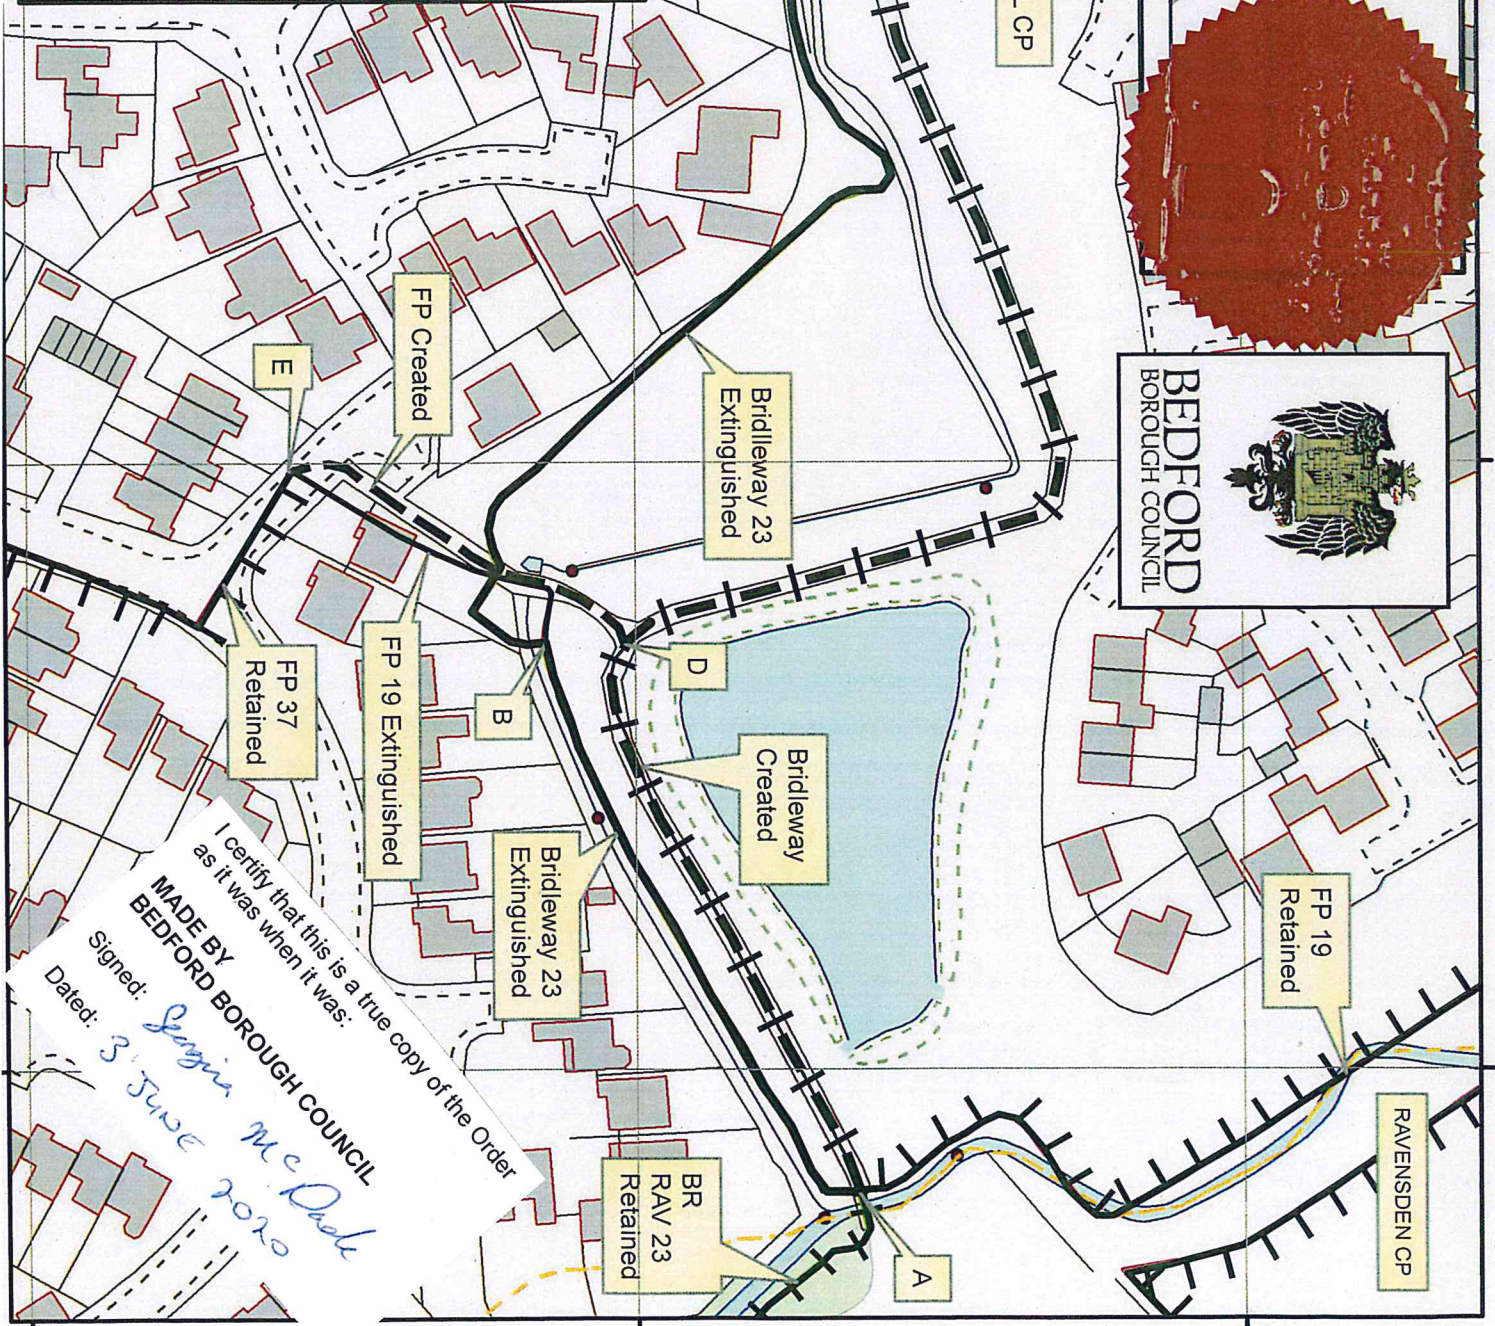 _ CP
BEDFORD
BOROUGH COUNCIL
FP Created
E
Bridleway 23
Extinguished
FP 37
Retained
FP 19 Extinguished
B
D
Bridleway
Created
Bridleway 23
Extinguished
FP 19
Retained
RAVENSDEN CP
BR
RAV 23
Retained
A
I certify that this is a true copy of the Order
as it was when it was:
MADE BY
BEDFORD BOROUGH COUNCIL
Signed: Georgina McDade
Dated: 3 JUNE 2020